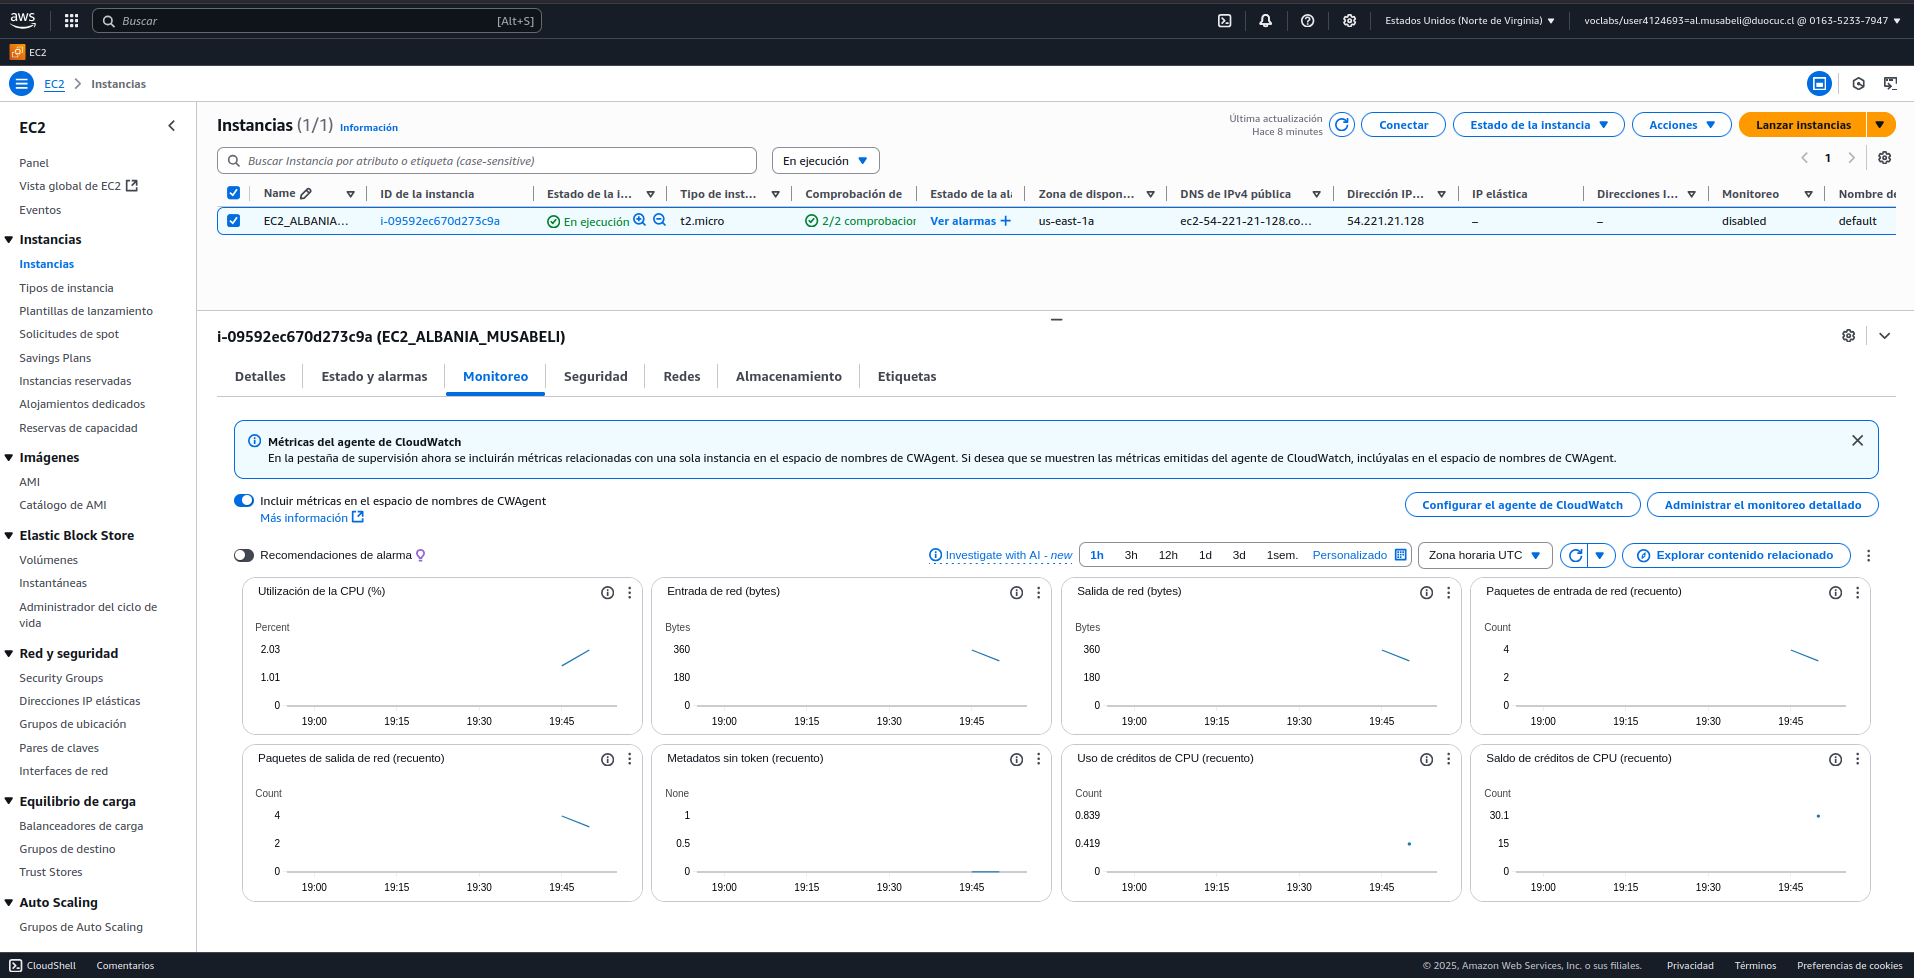 aws
Buscar [Alt+S]
Estados Unidos (Norte de Virginia)
voclabs/user4124693=al.musabeli@duocuc.cl @ 0163-5233-7947
EC2
EC2 Instancias
EC2
Panel
Vista global de EC2
Eventos
Instancias
Instancias
Tipos de instancia
Plantillas de lanzamiento
Solicitudes de spot
Savings Plans
Instancias reservadas
Alojamientos dedicados
Reservas de capacidad
Imágenes
AMI
Catálogo de AMI
Elastic Block Store
Volúmenes
Instantáneas
Administrador del ciclo de
vida
Red y seguridad
Security Groups
Direcciones IP elásticas
Grupos de ubicación
Pares de claves
Interfaces de red
Equilibrio de carga
Balanceadores de carga
Grupos de destino
Trust Stores
Auto Scaling
Grupos de Auto Scaling
Instancias (1/1) Información
Última actualización
Hace 8 minutes
Conectar
Estado de la instancia
Acciones
Lanzar instancias
Buscar Instancia por atributo o etiqueta (case-sensitive)
En ejecución
1
Name ID de la instancia Estado de la i... Tipo de inst... Comprobación de Estado de la al Zona de dispon... DNS de IPv4 pública Dirección IP... IP elástica Direcciones I... Monitoreo Nombre de
EC2_ALBANIA... i-09592ec670d273c9a En ejecución t2.micro 2/2 comprobacior Ver alarmas + us-east-1a ec2-54-221-21-128.co... 54.221.21.128 – – disabled default
i-09592ec670d273c9a (EC2_ALBANIA_MUSABELI)
Detalles Estado y alarmas Monitoreo Seguridad Redes Almacenamiento Etiquetas
Métricas del agente de CloudWatch
En la pestaña de supervisión ahora se incluirán métricas relacionadas con una sola instancia en el espacio de nombres de CWAgent. Si desea que se muestren las métricas emitidas del agente de CloudWatch, inclúyalas en el espacio de nombres de CWAgent.
Incluir métricas en el espacio de nombres de CWAgent
Más información
Configurar el agente de CloudWatch
Administrar el monitoreo detallado
Recomendaciones de alarma
Investigate with AI - new
1h 3h 12h 1d 3d 1sem. Personalizado
Zona horaria UTC
Explorar contenido relacionado
Utilización de la CPU (%)
Percent
2.03
1.01
0
19:00 19:15 19:30 19:45
Entrada de red (bytes)
Bytes
360
180
0
19:00 19:15 19:30 19:45
Salida de red (bytes)
Bytes
360
180
0
19:00 19:15 19:30 19:45
Paquetes de entrada de red (recuento)
Count
4
2
0
19:00 19:15 19:30 19:45
Paquetes de salida de red (recuento)
Count
4
2
0
19:00 19:15 19:30 19:45
Metadatos sin token (recuento)
None
1
0.5
0
19:00 19:15 19:30 19:45
Uso de créditos de CPU (recuento)
Count
0.839
0.419
0
19:00 19:15 19:30 19:45
Saldo de créditos de CPU (recuento)
Count
30.1
15
0
19:00 19:15 19:30 19:45
CloudShell Comentarios
© 2025, Amazon Web Services, Inc. o sus filiales. Privacidad Términos Preferencias de cookies